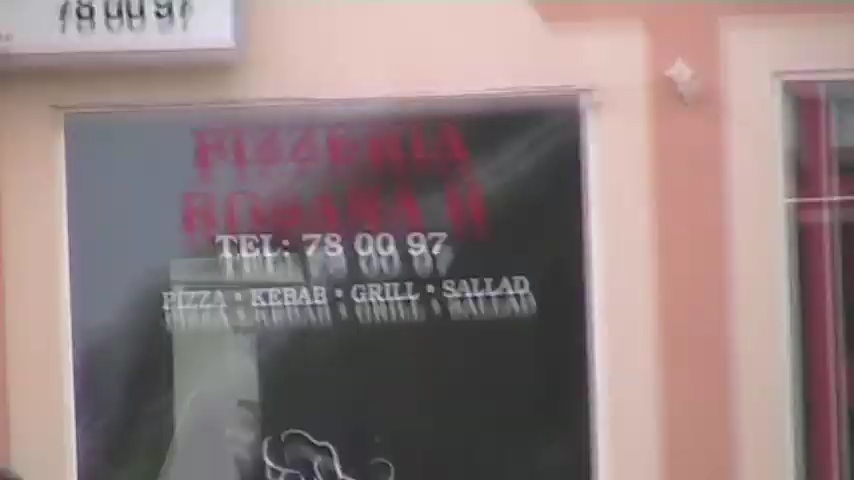 78 00 97
PIZZERIA
TEL: 78 00 97
PIZZA • KEBAB • GRILL • SALLAD